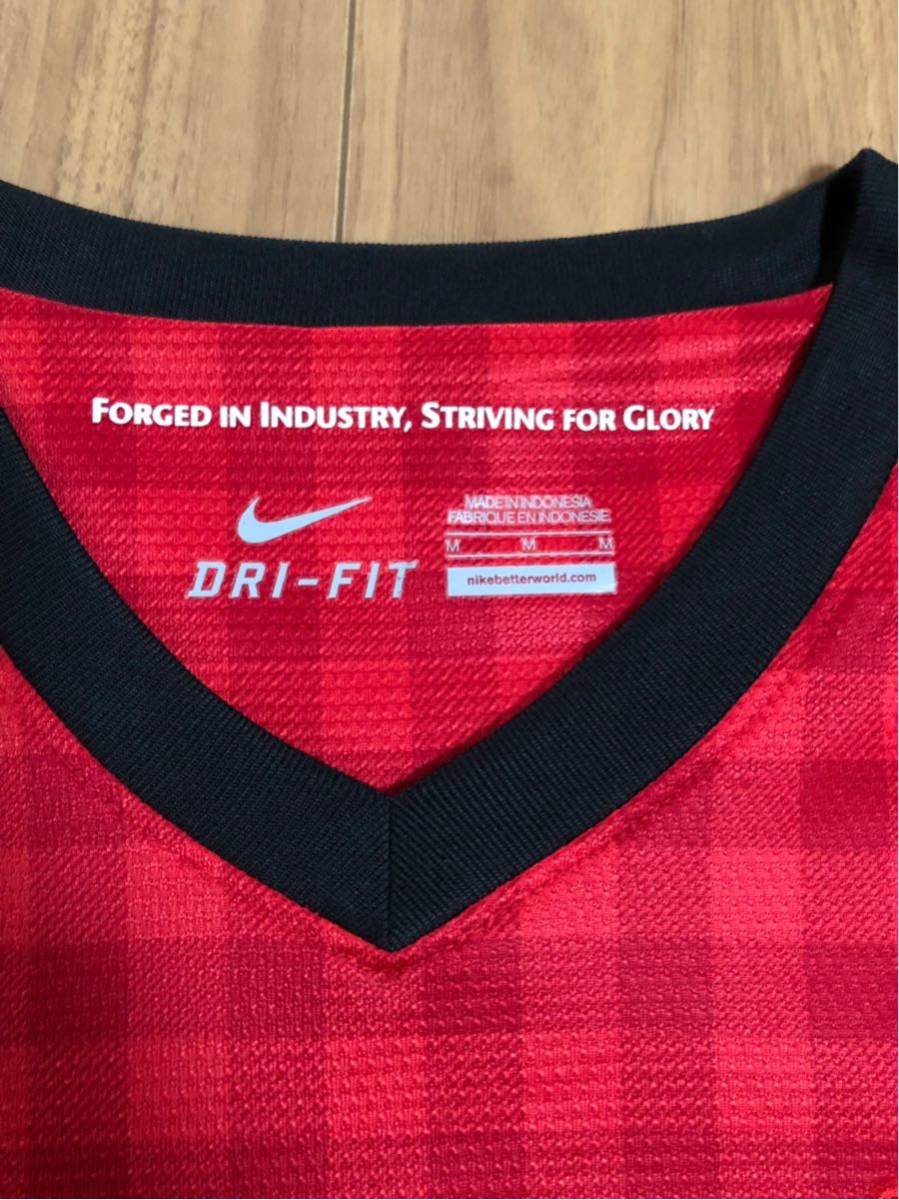 FORGED IN INDUSTRY, STRIVING FOR GLORY
DRI-FIT
MADE IN INDONESIA
FABRIQUE EN INDONESIE
M M M
nikebetterworld.com